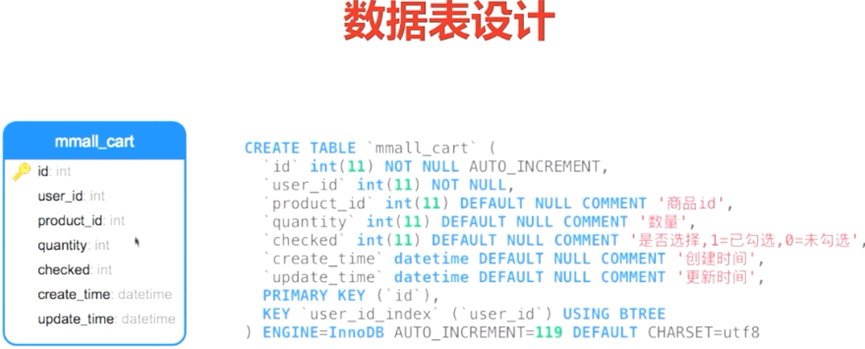 数据表设计
mmall_cart
id: int
user_id: int
product_id: int
quantity: int
checked: int
create_time: datetime
update_time: datetime
CREATE TABLE `mmall_cart` (
`id` int(11) NOT NULL AUTO_INCREMENT,
`user_id` int(11) NOT NULL,
`product_id` int(11) DEFAULT NULL COMMENT '商品id',
`quantity` int(11) DEFAULT NULL COMMENT '数量',
`checked` int(11) DEFAULT NULL COMMENT '是否选择,1=已勾选,0=未勾选',
`create_time` datetime DEFAULT NULL COMMENT '创建时间',
`update_time` datetime DEFAULT NULL COMMENT '更新时间',
PRIMARY KEY (`id`),
KEY `user_id_index` (`user_id`) USING BTREE
) ENGINE=InnoDB AUTO_INCREMENT=119 DEFAULT CHARSET=utf8